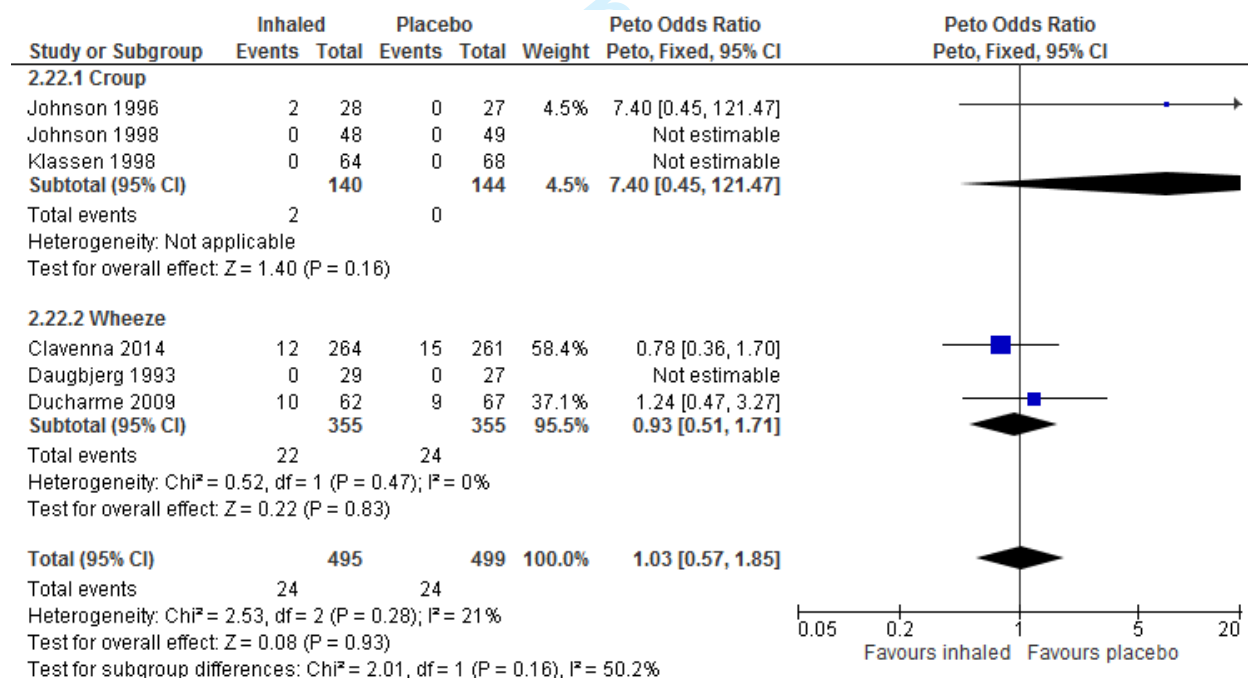 Inhaled Placebo Peto Odds Ratio Peto Odds Ratio
Study or Subgroup Events Total Events Total Weight Peto, Fixed, 95% CI Peto, Fixed, 95% CI
2.22.1 Croup
Johnson 1996 2 28 0 27 4.5% 7.40 [0.45, 121.47]
Johnson 1998 0 48 0 49 Not estimable
Klassen 1998 0 64 0 68 Not estimable
Subtotal (95% CI) 140 144 4.5% 7.40 [0.45, 121.47]
Total events 2 0
Heterogeneity: Not applicable
Test for overall effect: Z = 1.40 (P = 0.16)
2.22.2 Wheeze
Clavenna 2014 12 264 15 261 58.4% 0.78 [0.36, 1.70]
Daugbjerg 1993 0 29 0 27 Not estimable
Ducharme 2009 10 62 9 67 37.1% 1.24 [0.47, 3.27]
Subtotal (95% CI) 355 355 95.5% 0.93 [0.51, 1.71]
Total events 22 24
Heterogeneity: Chi² = 0.52, df = 1 (P = 0.47); I² = 0%
Test for overall effect: Z = 0.22 (P = 0.83)
Total (95% CI) 495 499 100.0% 1.03 [0.57, 1.85]
Total events 24 24
Heterogeneity: Chi² = 2.53, df = 2 (P = 0.28); I² = 21%
Test for overall effect: Z = 0.08 (P = 0.93)
Test for subgroup differences: Chi² = 2.01, df = 1 (P = 0.16), I² = 50.2%
0.05 0.2 1 5 20
Favours inhaled Favours placebo